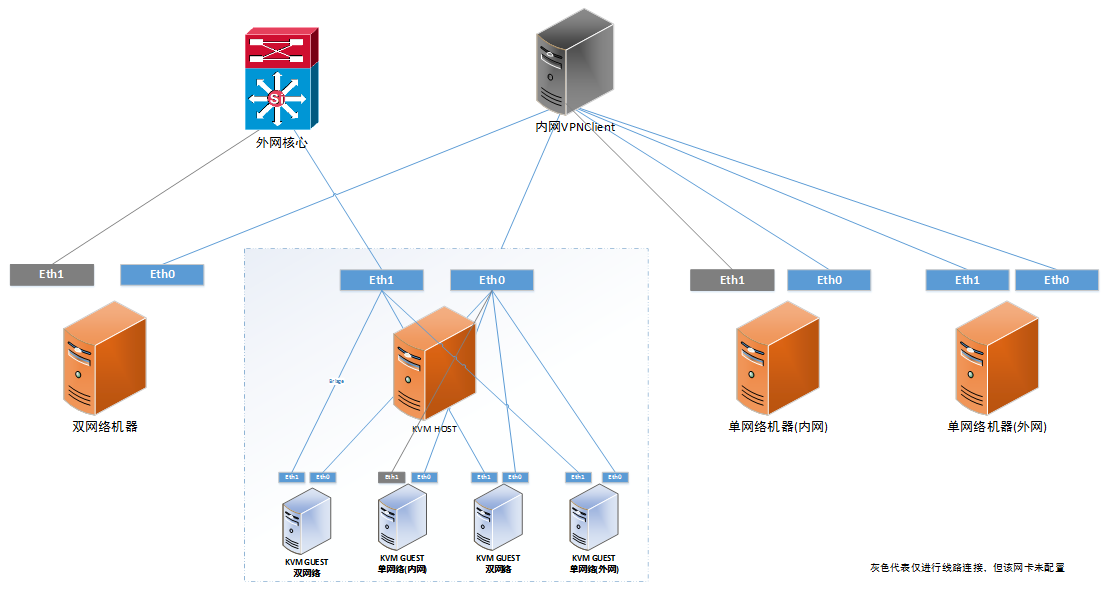 Si
外网核心
内网VPNClient
Eth1
Eth0
Eth1
Eth0
Eth1
Eth0
Eth1
Eth0
Bridge
双网络机器
KVM HOST
单网络机器(内网)
单网络机器(外网)
Eth1
Eth0
Eth1
Eth0
Eth1
Eth0
Eth1
Eth0
KVM GUEST
双网络
KVM GUEST
单网络(内网)
KVM GUEST
双网络
KVM GUEST
单网络(外网)
灰色代表仅进行线路连接，但该网卡未配置